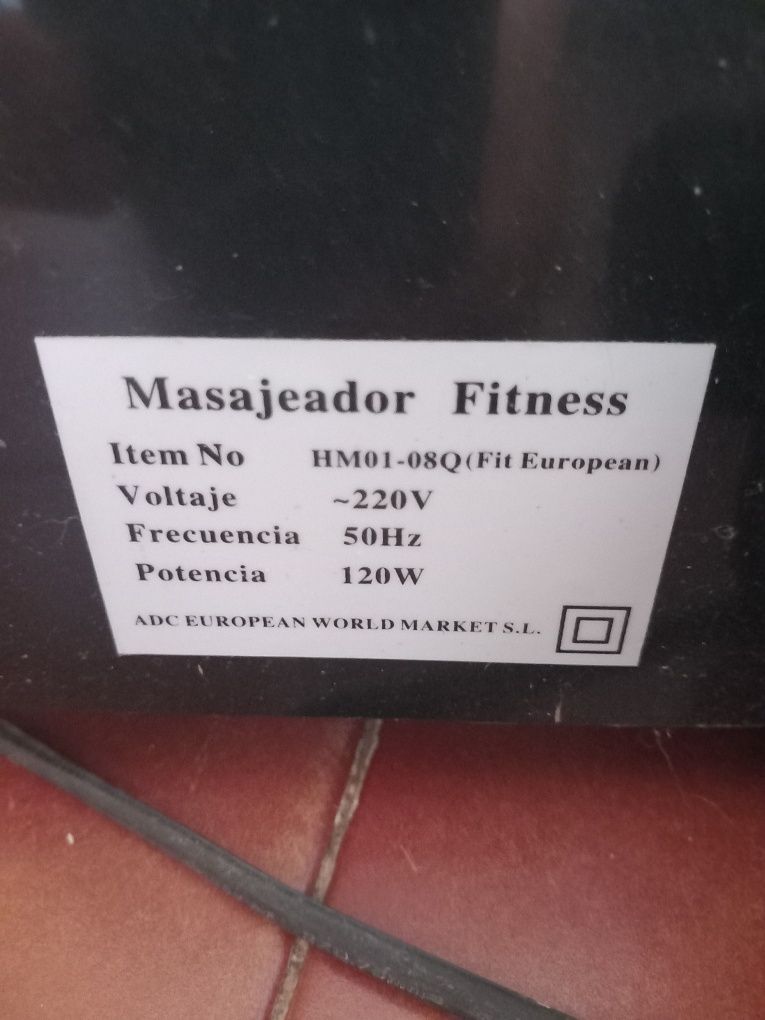 Masajeador Fitness
Item No HM01-08Q(Fit European)
Voltaje ~220V
Frecuencia 50Hz
Potencia 120W
ADC EUROPEAN WORLD MARKET S.L.